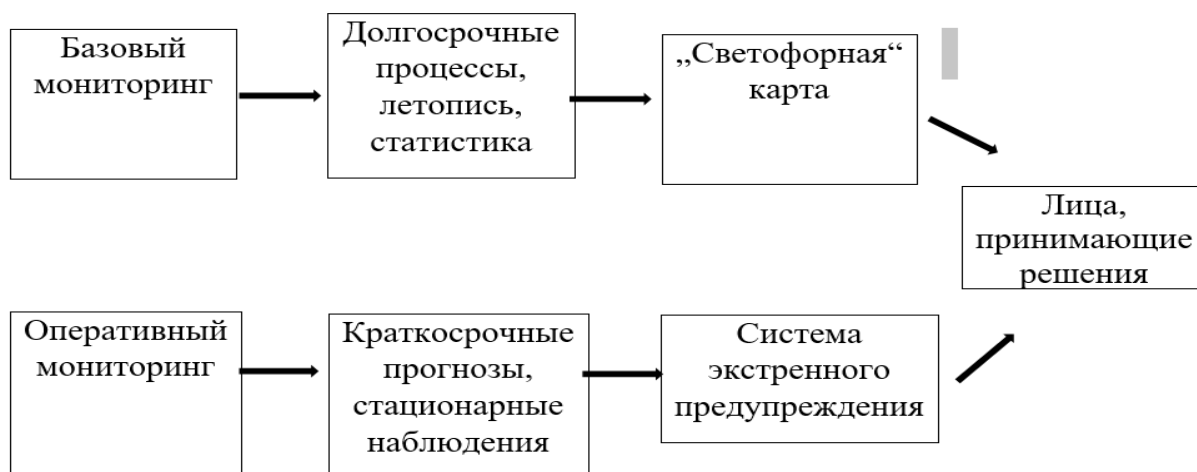 Базовый
мониторинг
Долгосрочные
процессы,
летопись,
статистика
„Светофорная“
карта
Лица,
принимающие
решения
Оперативный
мониторинг
Краткосрочные
прогнозы,
стационарные
наблюдения
Система
экстренного
предупреждения